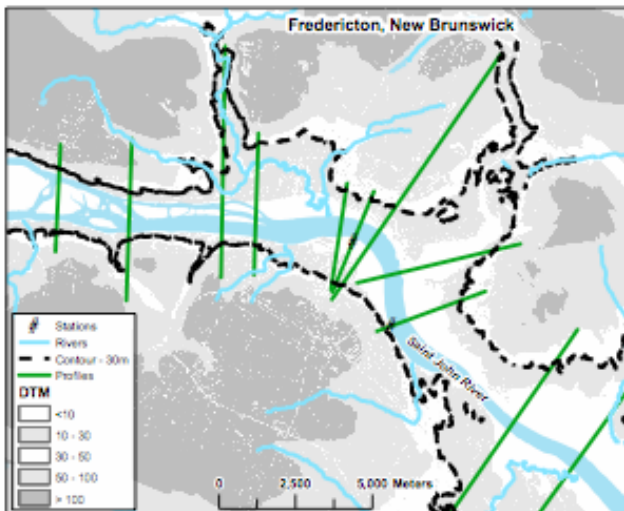 Fredericton, New Brunswick
Saint John River
Stations
Rivers
Contour - 30m
Profiles
DTM
<10
10 - 30
30 - 50
50 - 100
> 100
0 2,500 5,000 Meters